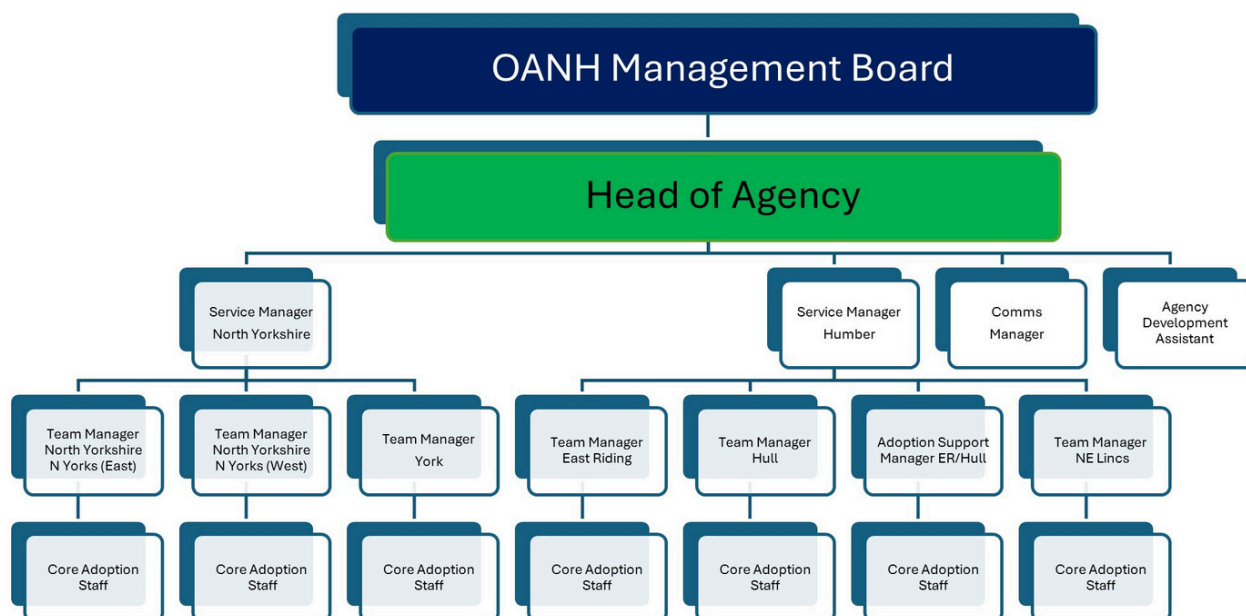 OANH Management Board
Head of Agency
Service Manager
North Yorkshire
Service Manager
Humber
Comms
Manager
Agency
Development
Assistant
Team Manager
North Yorkshire
N Yorks (East)
Team Manager
North Yorkshire
N Yorks (West)
Team Manager
York
Team Manager
East Riding
Team Manager
Hull
Adoption Support
Manager ER/Hull
Team Manager
NE Lincs
Core Adoption
Staff
Core Adoption
Staff
Core Adoption
Staff
Core Adoption
Staff
Core Adoption
Staff
Core Adoption
Staff
Core Adoption
Staff